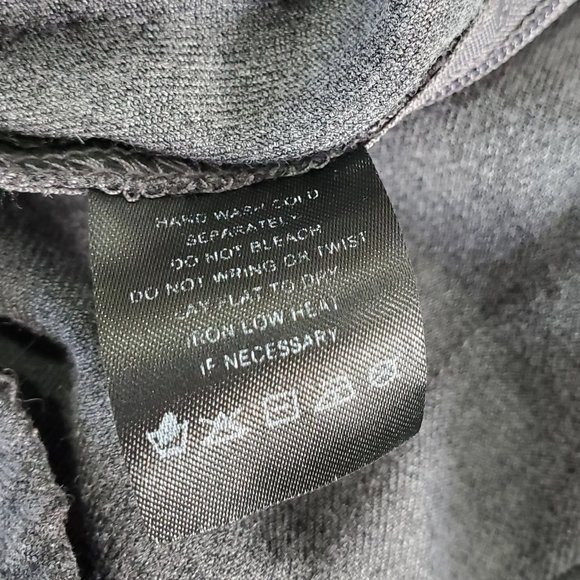 HAND WASH COLD
SEPARATELY
DO NOT BLEACH
DO NOT WRING OR TWIST
LAY FLAT TO DRY
IRON LOW HEAT
IF NECESSARY